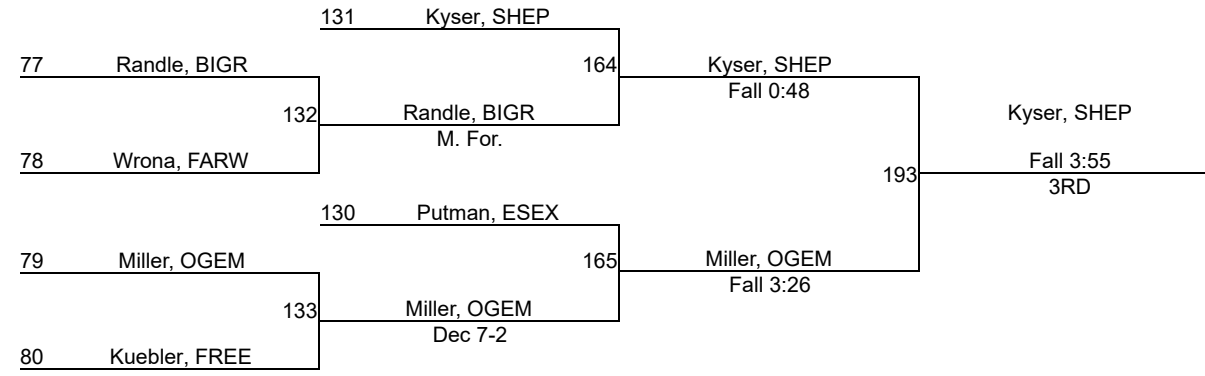 131 Kyser, SHEP
77 Randle, BIGR
164 Kyser, SHEP
Fall 0:48
132 Randle, BIGR
M. For.
Kyser, SHEP
78 Wrona, FARW
193 Fall 3:55
3RD
130 Putman, ESEX
79 Miller, OGEM
165 Miller, OGEM
Fall 3:26
133 Miller, OGEM
Dec 7-2
80 Kuebler, FREE